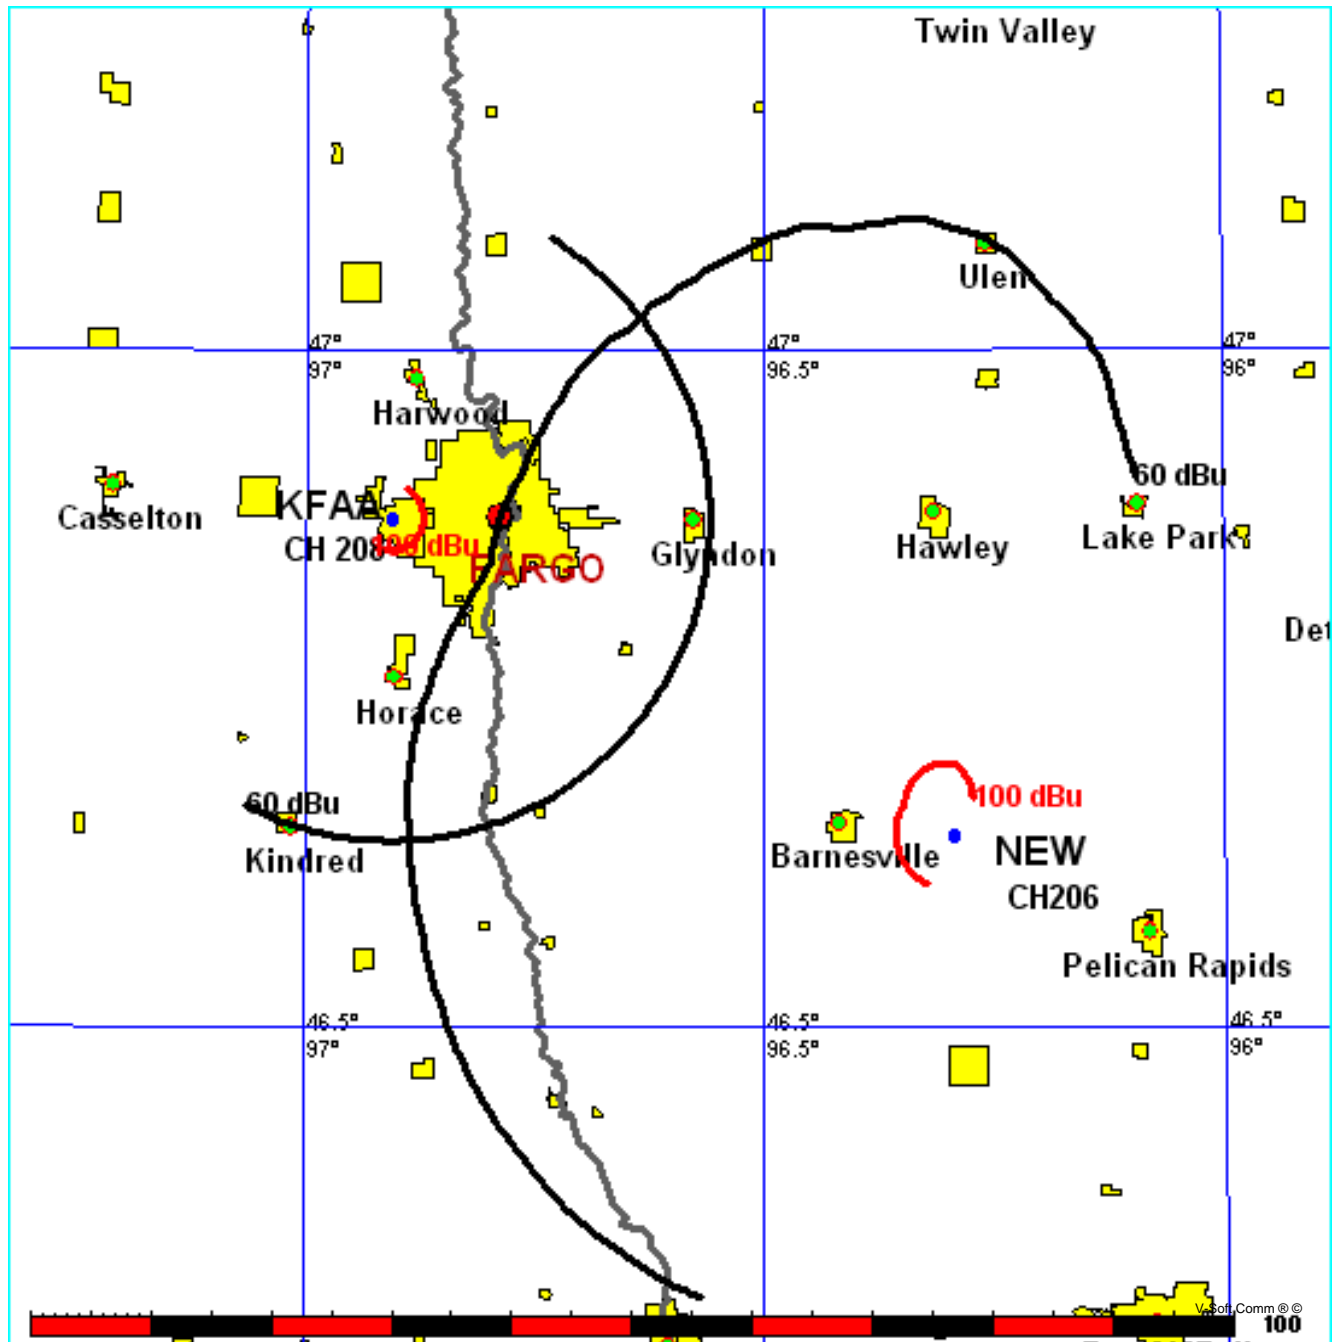 Twin Valley
Ulen
47°
97°
47°
96.5°
47°
96°
Harwood
60 dBu
Casselton
KFAA
CH 208
100 dBu
FARGO
Glyndon
Hawley
Lake Park
Det
Horace
60 dBu
Kindred
100 dBu
Barnesville
NEW
CH206
Pelican Rapids
46.5°
97°
46.5°
96.5°
46.5°
96°
V-Soft Comm ® ©
100